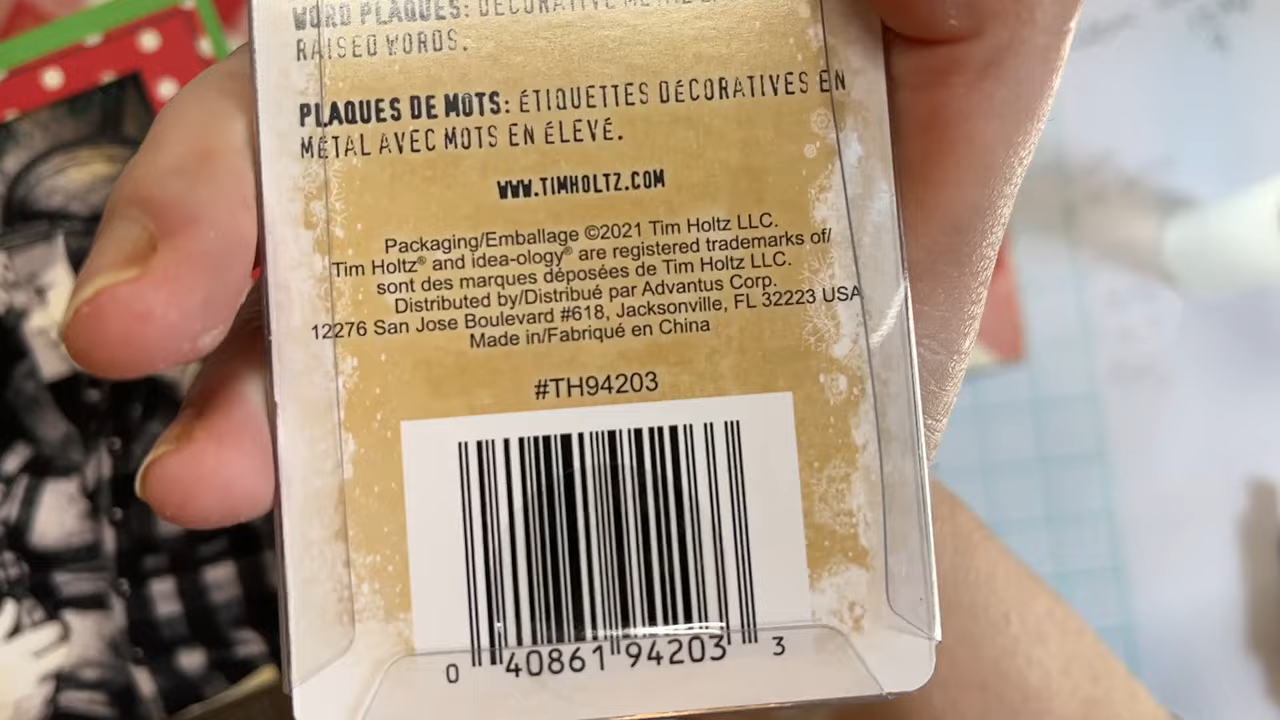 WORD PLAQUES: DECORATIVE METAL
RAISED WORDS.
PLAQUES DE MOTS: ÉTIQUETTES DÉCORATIVES EN
MÉTAL AVEC MOTS EN ÉLEVÉ.
WWW.TIMHOLTZ.COM
Packaging/Emballage ©2021 Tim Holtz LLC.
Tim Holtz® and idea-ology® are registered trademarks of/
sont des marques déposées de Tim Holtz LLC.
Distributed by/Distribué par Advantus Corp.
12276 San Jose Boulevard #618, Jacksonville, FL 32223 USA
Made in/Fabriqué en China
#TH94203
0 40861 94203 3